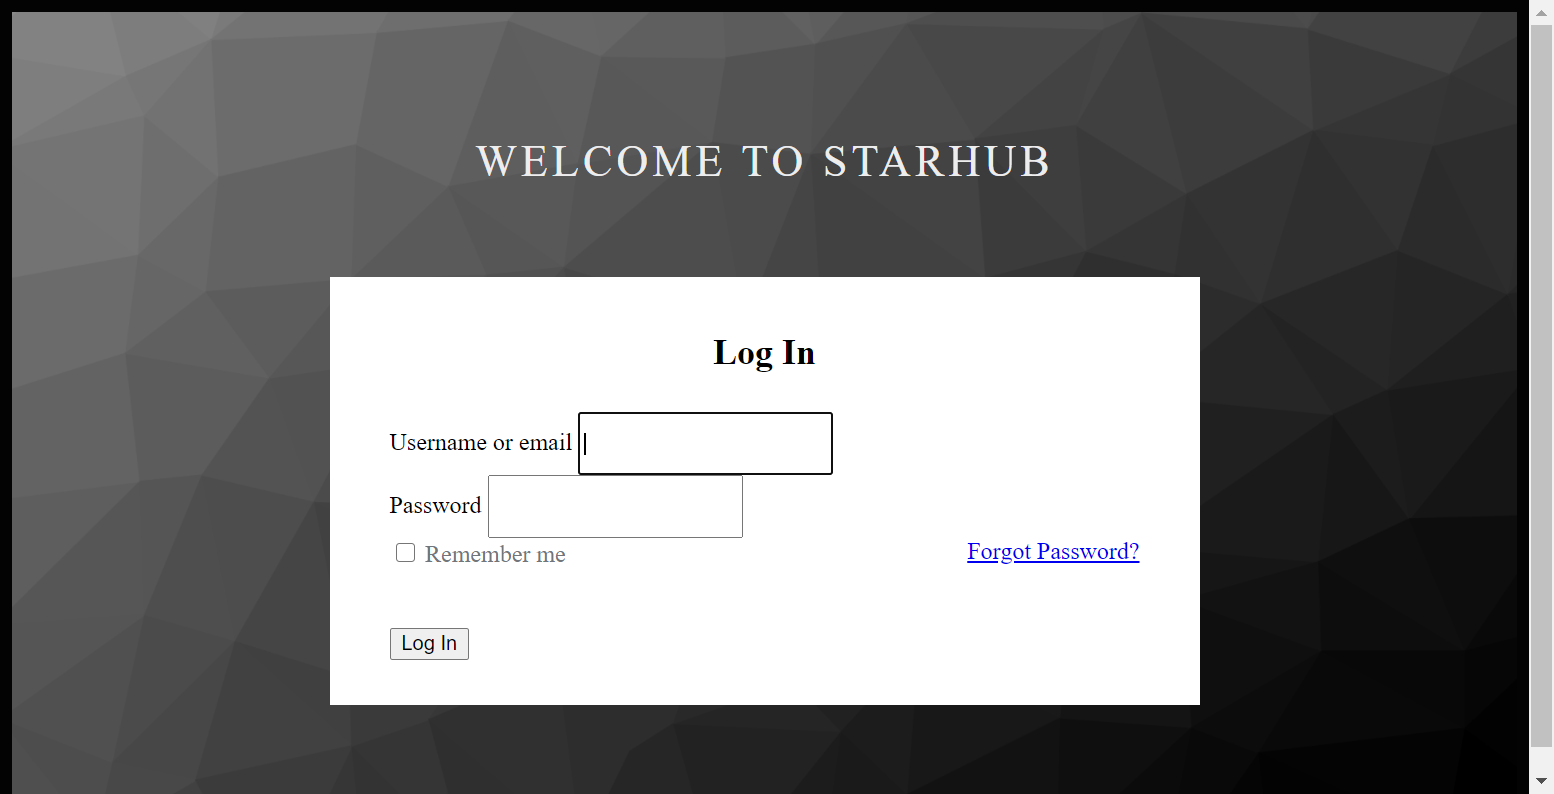 WELCOME TO STARHUB
Log In
Username or email
Password
Remember me
Forgot Password?
Log In